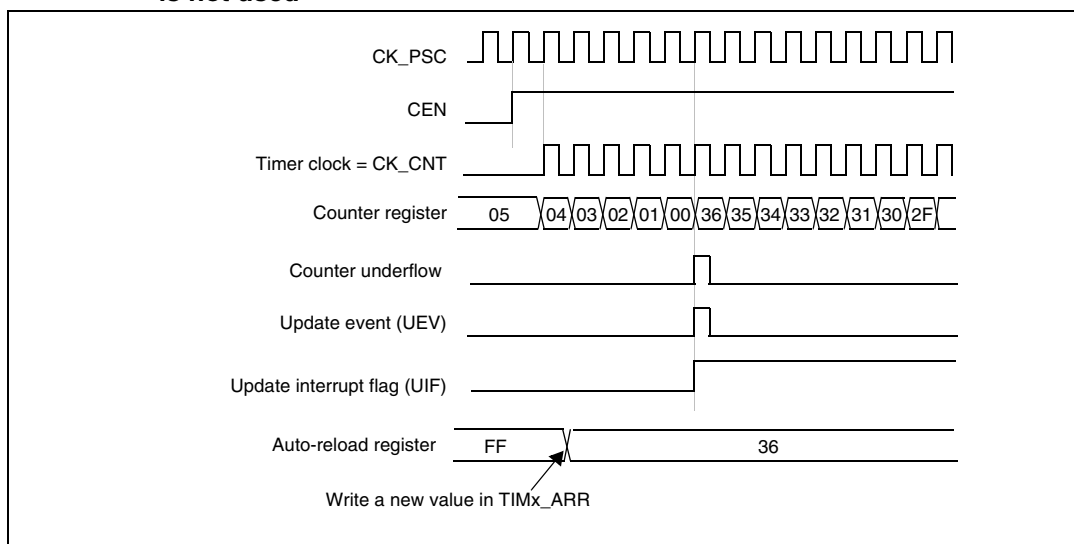 is not used
CK_PSC
CEN
Timer clock = CK_CNT
Counter register 05 04 03 02 01 00 36 35 34 33 32 31 30 2F
Counter underflow
Update event (UEV)
Update interrupt flag (UIF)
Auto-reload register FF 36
Write a new value in TIMx_ARR